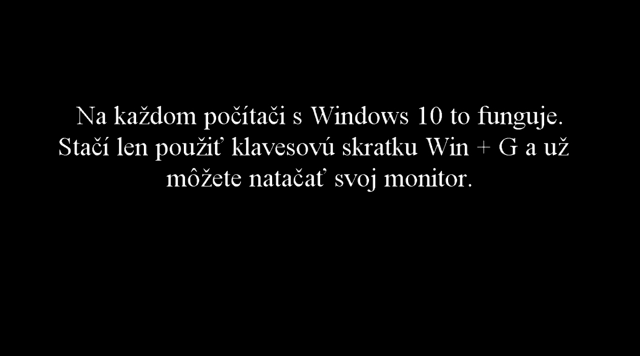 Na každom počítači s Windows 10 to funguje.
Stačí len použiť klavesovú skratku Win + G a už
môžete natačať svoj monitor.